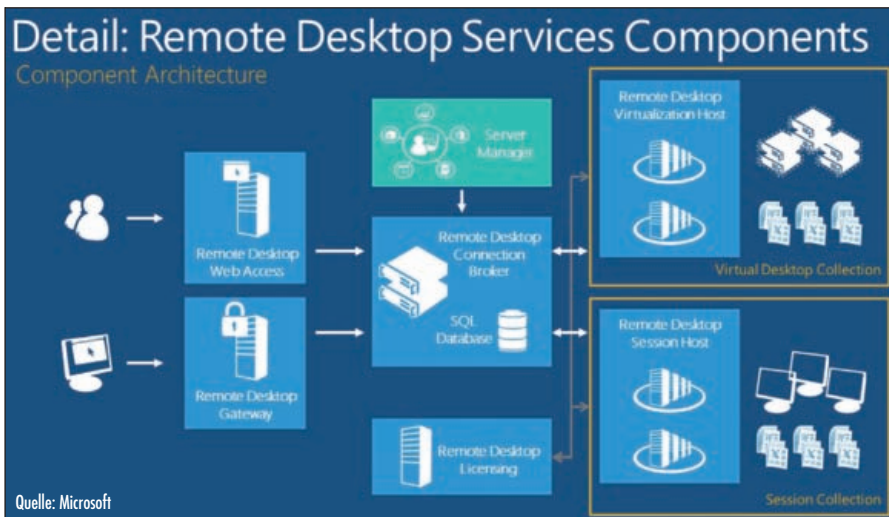 Detail: Remote Desktop Services Components
Component Architecture
Server
Manager
Remote Desktop
Web Access
Remote Desktop
Gateway
Remote Desktop
Connection
Broker
SQL
Database
Remote Desktop
Licensing
Remote Desktop
Virtualization Host
Virtual Desktop Collection
Remote Desktop
Session Host
Session Collection
Quelle: Microsoft